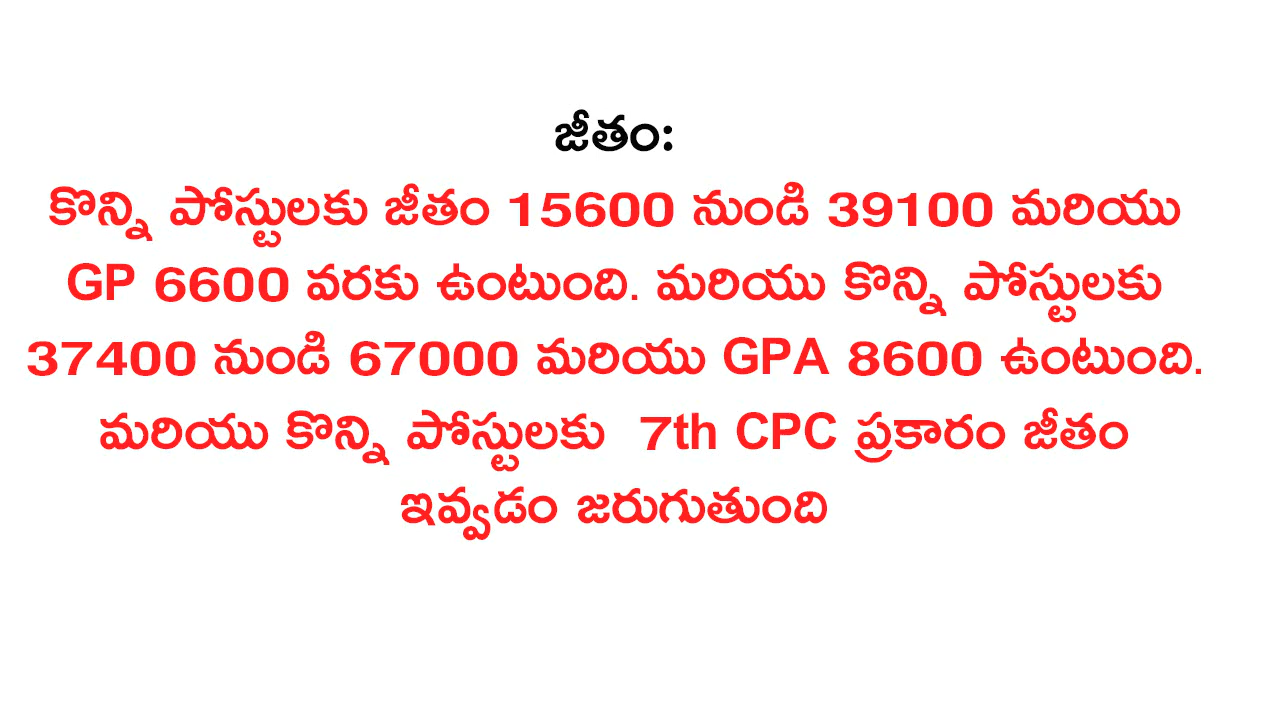 జీతం:
కొన్ని పోస్టులకు జీతం 15600 నుండి 39100 మరియు
GP 6600 వరకు ఉంటుంది. మరియు కొన్ని పోస్టులకు
37400 నుండి 67000 మరియు GPA 8600 ఉంటుంది.
మరియు కొన్ని పోస్టులకు 7th CPC ప్రకారం జీతం
ఇవ్వడం జరుగుతుంది